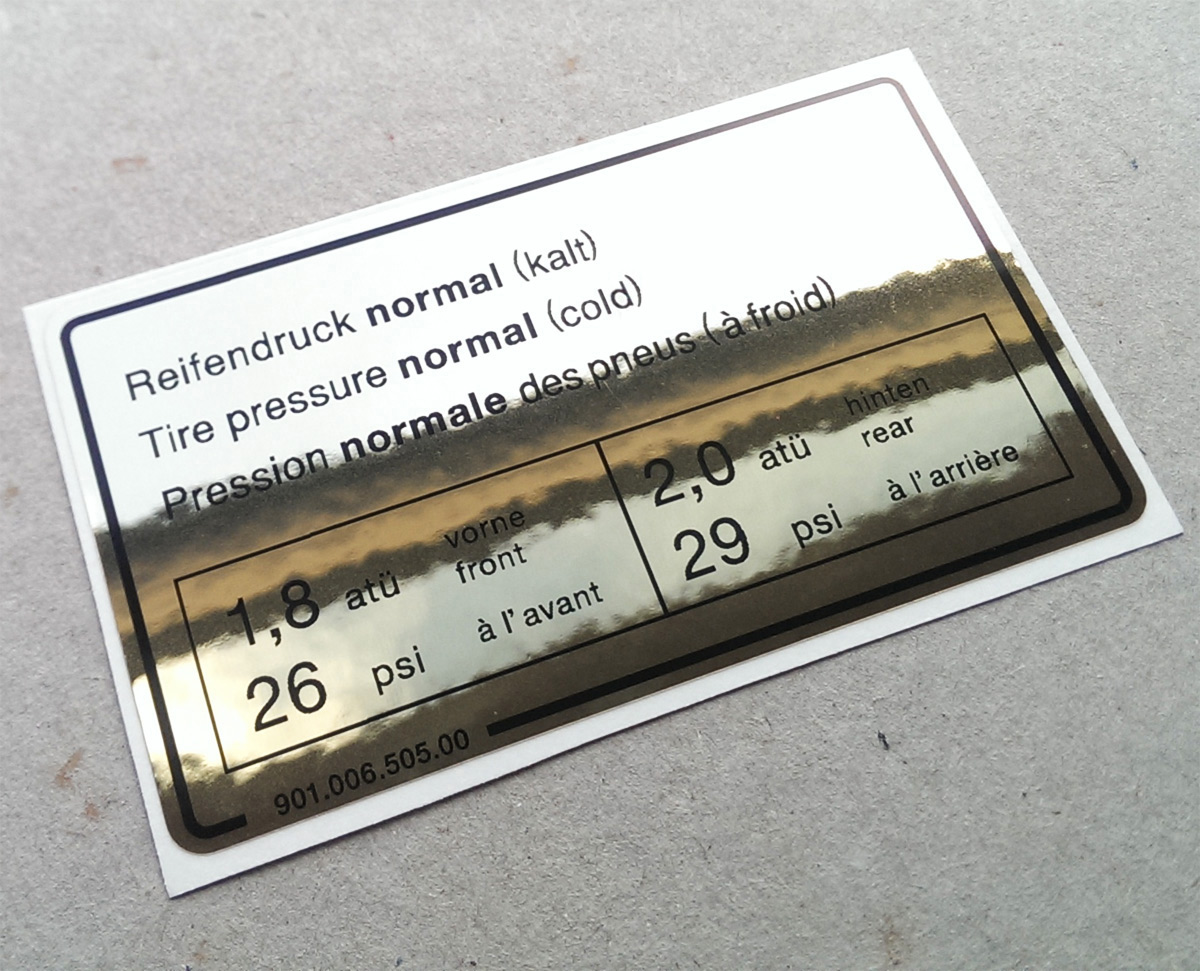 Reifendruck normal (kalt)
Tire pressure normal (cold)
Pression normale des pneus (à froid)
1,8 atü vorne
front
26 psi à l'avant
2,0 atü hinten
rear
29 psi à l'arrière
901.006.505.00